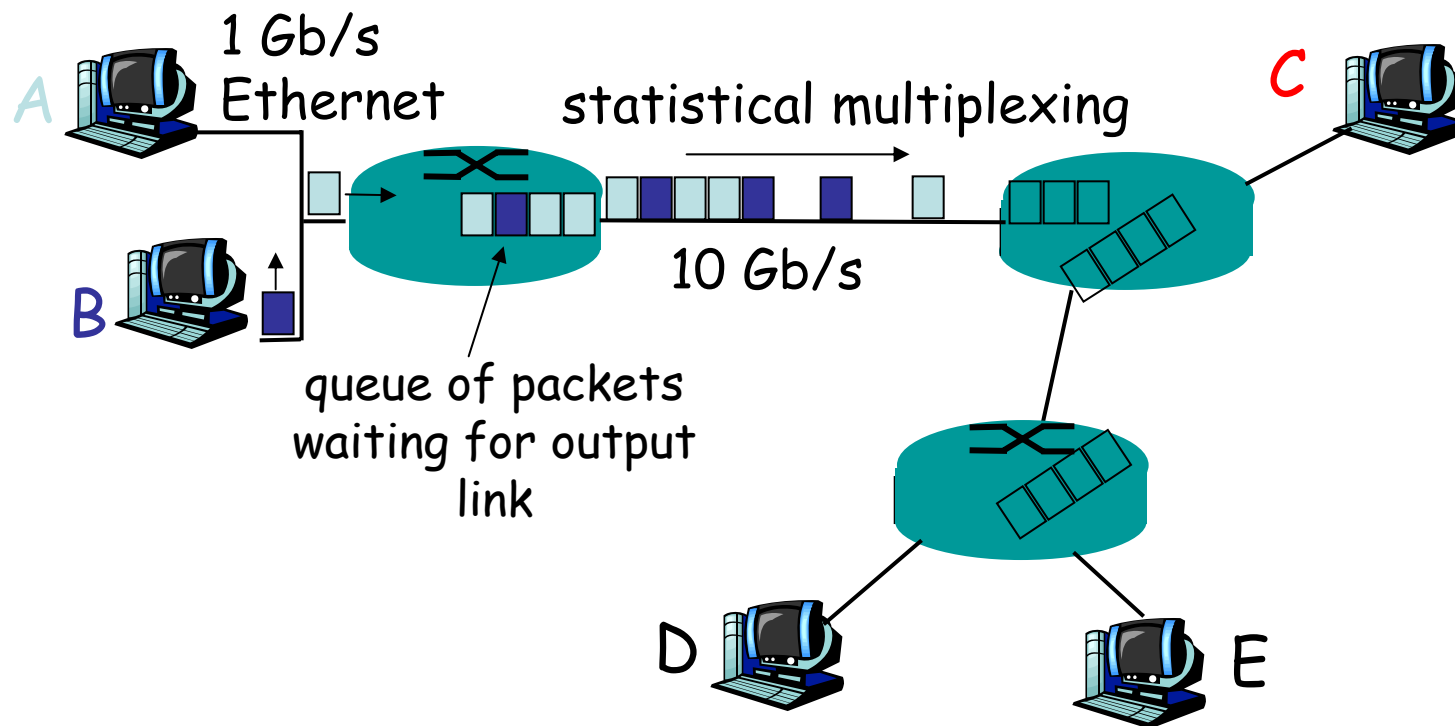 1 Gb/s
Ethernet
A
statistical multiplexing
C
B
10 Gb/s
queue of packets
waiting for output
link
D
E